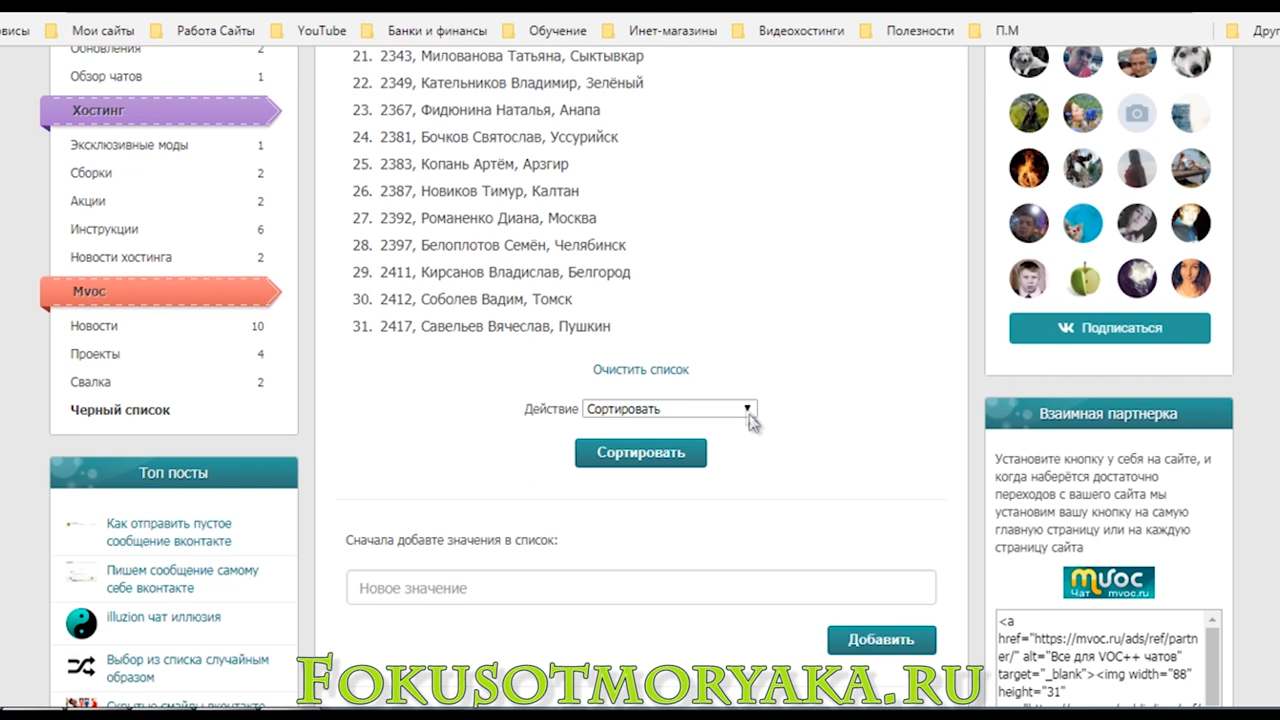 рвисы Мои сайты Работа Сайты YouTube Банки и финансы Обучение Инет-магазины Видеохостинги Полезности П.М Друг
Обновления 2
Обзор чатов 1
Хостинг
Эксклюзивные моды 1
Сборки 2
Акции 2
Инструкции 6
Новости хостинга 2
Mvoc
Новости 10
Проекты 4
Свалка 2
Черный список
Топ посты
Как отправить пустое
сообщение вконтакте
Пишем сообщение самому
себе вконтакте
illuzion чат иллюзия
Выбор из списка случайным
образом
Скрытые смайлы вконтакте
21. 2343, Милованова Татьяна, Сыктывкар
22. 2349, Кательников Владимир, Зелёный
23. 2367, Фидюнина Наталья, Анапа
24. 2381, Бочков Святослав, Уссурийск
25. 2383, Копань Артём, Арзгир
26. 2387, Новиков Тимур, Калтан
27. 2392, Романенко Диана, Москва
28. 2397, Белоплотов Семён, Челябинск
29. 2411, Кирсанов Владислав, Белгород
30. 2412, Соболев Вадим, Томск
31. 2417, Савельев Вячеслав, Пушкин
Очистить список
Действие Сортировать
Сортировать
Сначала добавте значения в список:
Новое значение
Добавить
Подписаться
Взаимная партнерка
Установите кнопку у себя на сайте, и
когда наберётся достаточно
переходов с вашего сайта мы
установим вашу кнопку на самую
главную страницу или на каждую
страницу сайта
mvoc
Чат mvoc.ru
<a
href="https://mvoc.ru/ads/ref/partn
er/" alt="Все для VOC++ чатов"
target="_blank"><img width="88"
height="31"
Fokusotmoryaka.ru